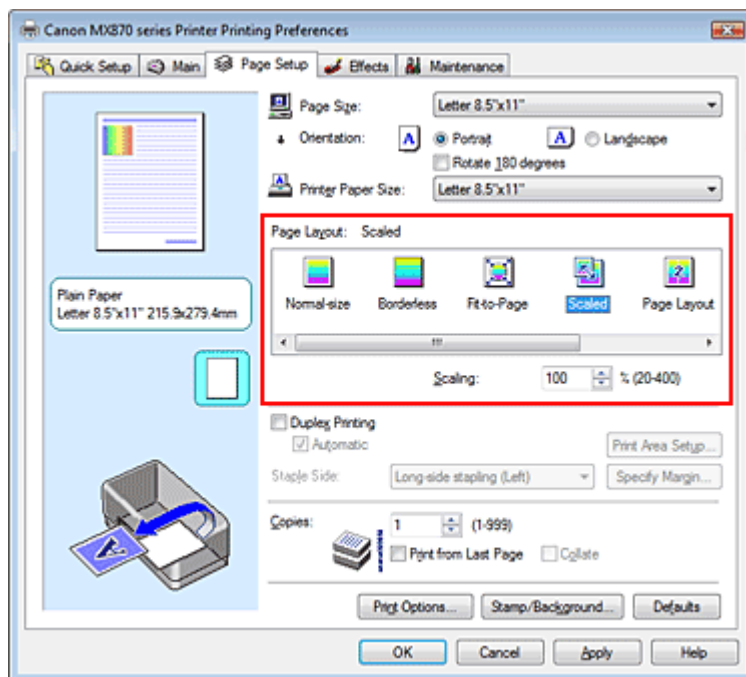 Canon MX870 series Printer Printing Preferences
Quick Setup Main Page Setup Effects Maintenance
Page Size: Letter 8.5"x11"
Orientation: A Portrait A Landscape
Rotate 180 degrees
Printer Paper Size: Letter 8.5"x11"
Page Layout: Scaled
Normal-size Borderless Fit-to-Page Scaled Page Layout
Scaling: 100 % (20-400)
Plain Paper
Letter 8.5"x11" 215.9x279.4mm
Duplex Printing
Automatic Print Area Setup...
Staple Side: Long-side stapling (Left) Specify Margin...
Copies: 1 (1-999)
Print from Last Page Collate
Print Options... Stamp/Background... Defaults
OK Cancel Apply Help